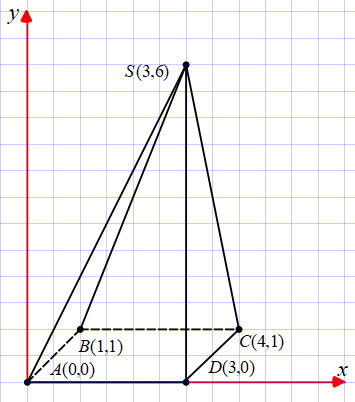 y
S(3,6)
B(1,1)
C(4,1)
A(0,0)
D(3,0)
x